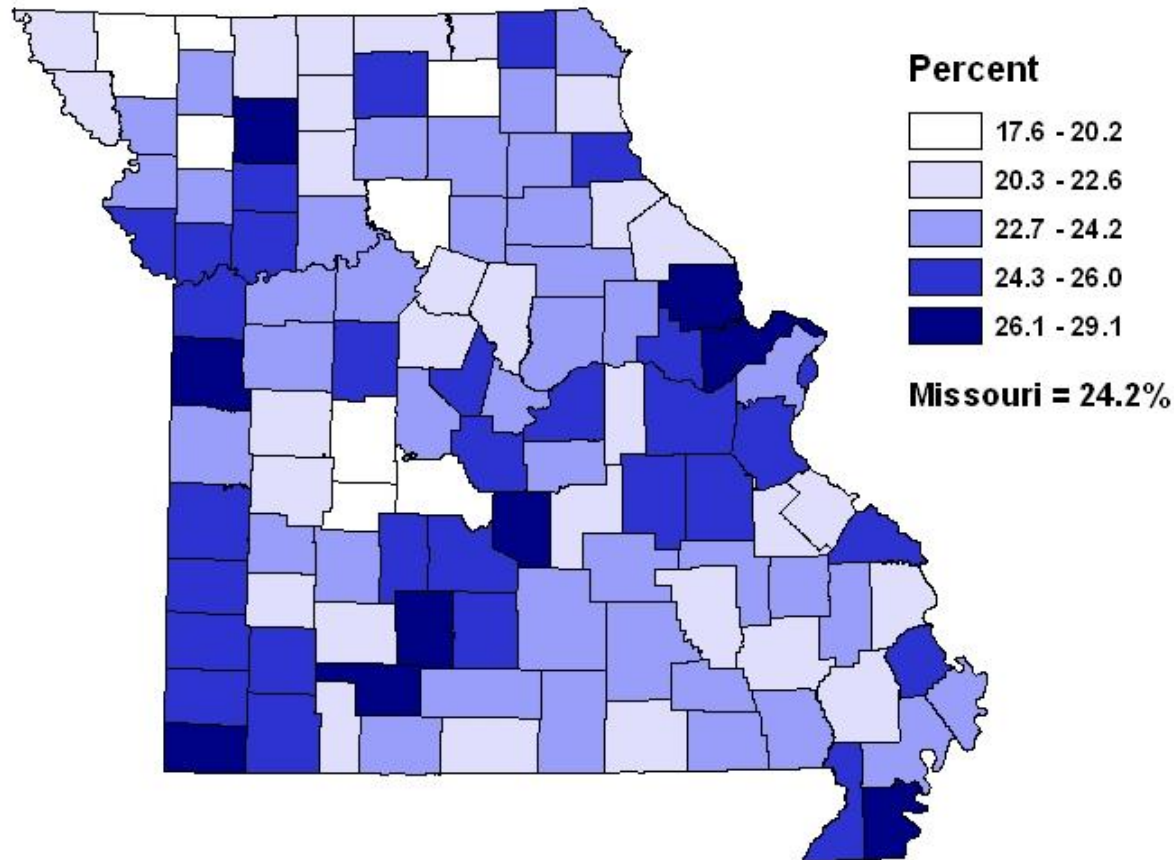 Percent
17.6 - 20.2
20.3 - 22.6
22.7 - 24.2
24.3 - 26.0
26.1 - 29.1
Missouri = 24.2%